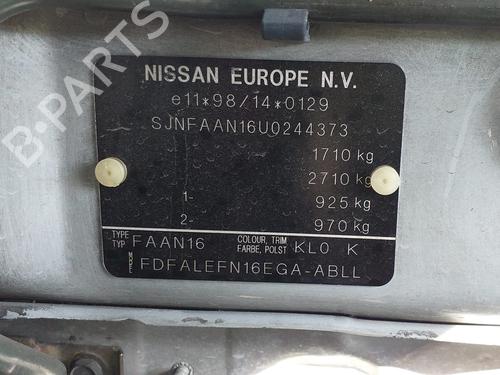 B-PARTS
NISSAN EUROPE N.V.
e11*98/14*0129
SJNFAAN16U0244373
1710 kg
2710 kg
1- 925 kg
2- 970 kg
TYPE TYP FAAN16 COLOUR, TRIM FARBE, POLST KL0 K
MODELE FDFALEFN16EGA-ABLL